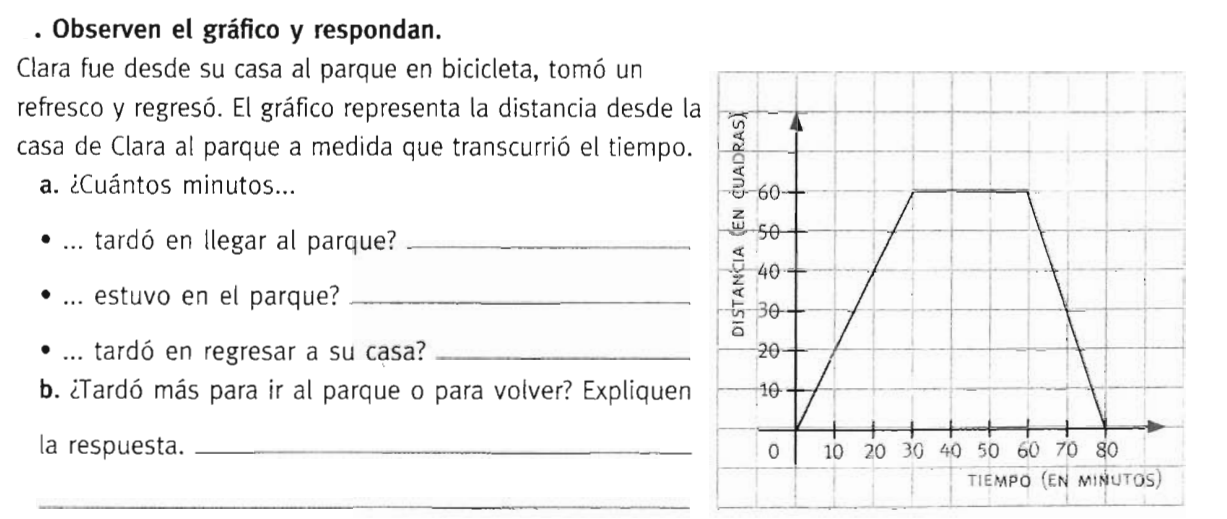 . Observen el gráfico y respondan.
Clara fue desde su casa al parque en bicicleta, tomó un
refresco y regresó. El gráfico representa la distancia desde la
casa de Clara al parque a medida que transcurrió el tiempo.
a. ¿Cuántos minutos...
• ... tardó en llegar al parque?
• ... estuvo en el parque?
• ... tardó en regresar a su casa?
b. ¿Tardó más para ir al parque o para volver? Expliquen
la respuesta.
DISTANCIA (EN CUADRAS)
60
50
40
30
20
10
0 10 20 30 40 50 60 70 80
TIEMPO (EN MINUTOS)